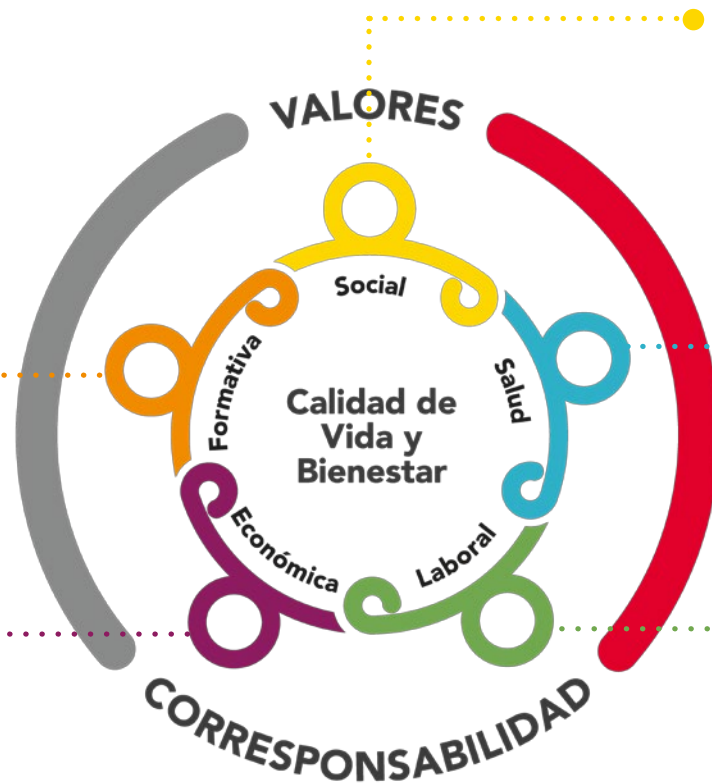 VALORES
Social
Salud
Formativa
Calidad de
Vida y
Bienestar
Económica
Laboral
CORRESPONSABILIDAD